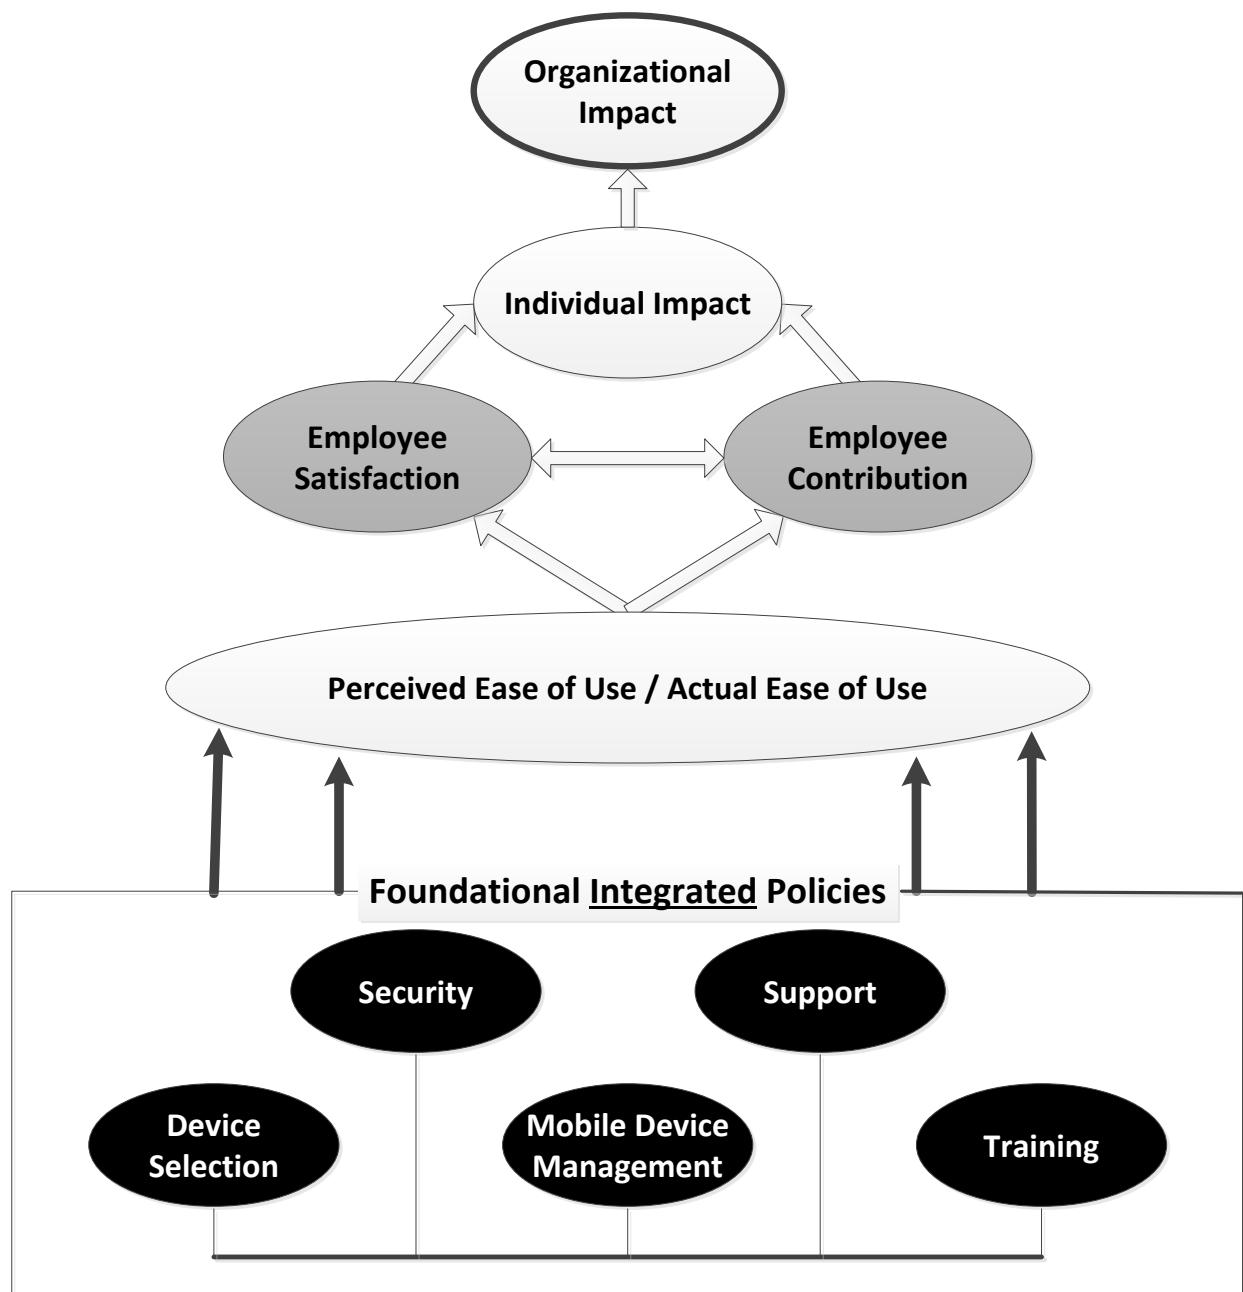 Organizational
Impact
Individual Impact
Employee
Satisfaction
Employee
Contribution
Perceived Ease of Use / Actual Ease of Use
Foundational Integrated Policies
Security
Support
Device
Selection
Mobile Device
Management
Training